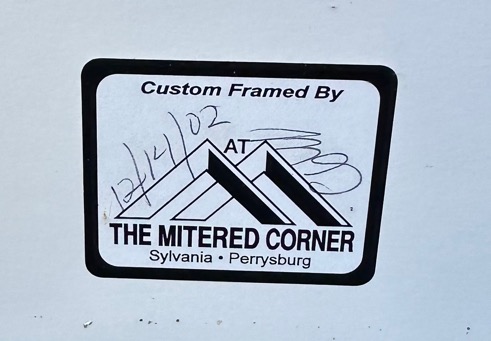 Custom Framed By
12/14/02
AT
THE MITERED CORNER
Sylvania • Perrysburg